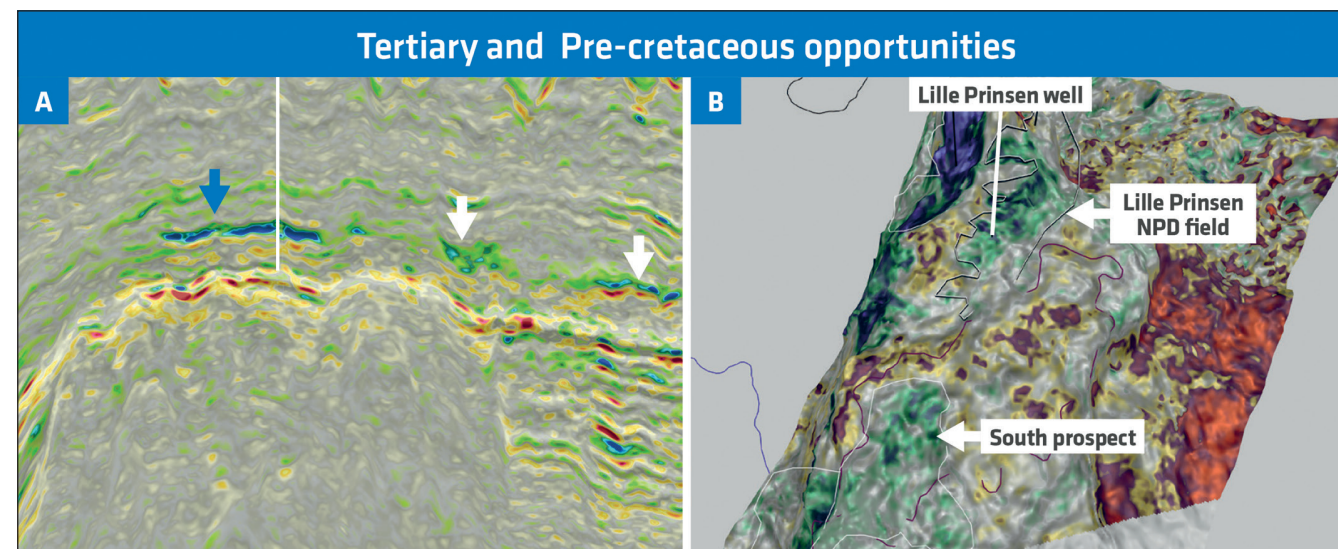 Tertiary and Pre-cretaceous opportunities
A
B
Lille Prinsen well
Lille Prinsen
NPD field
South prospect